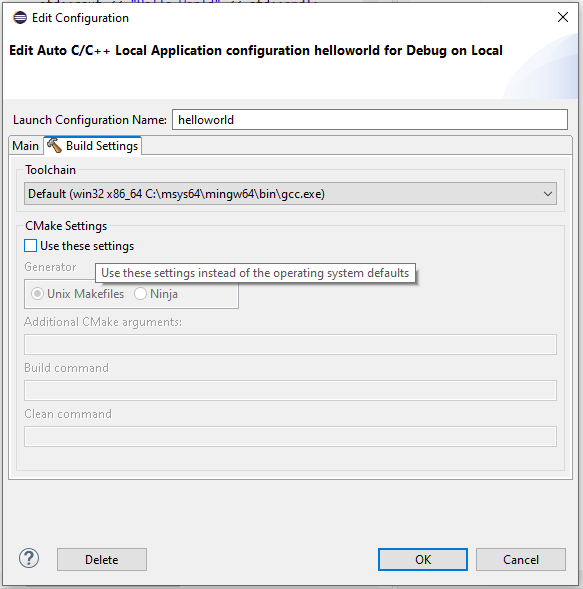 Edit Configuration
Edit Auto C/C++ Local Application configuration helloworld for Debug on Local
Launch Configuration Name: helloworld
Main Build Settings
Toolchain
Default (win32 x86_64 C:\msys64\mingw64\bin\gcc.exe)
CMake Settings
Use these settings
Generator
Use these settings instead of the operating system defaults
Unix Makefiles Ninja
Additional CMake arguments:
Build command
Clean command
? Delete OK Cancel